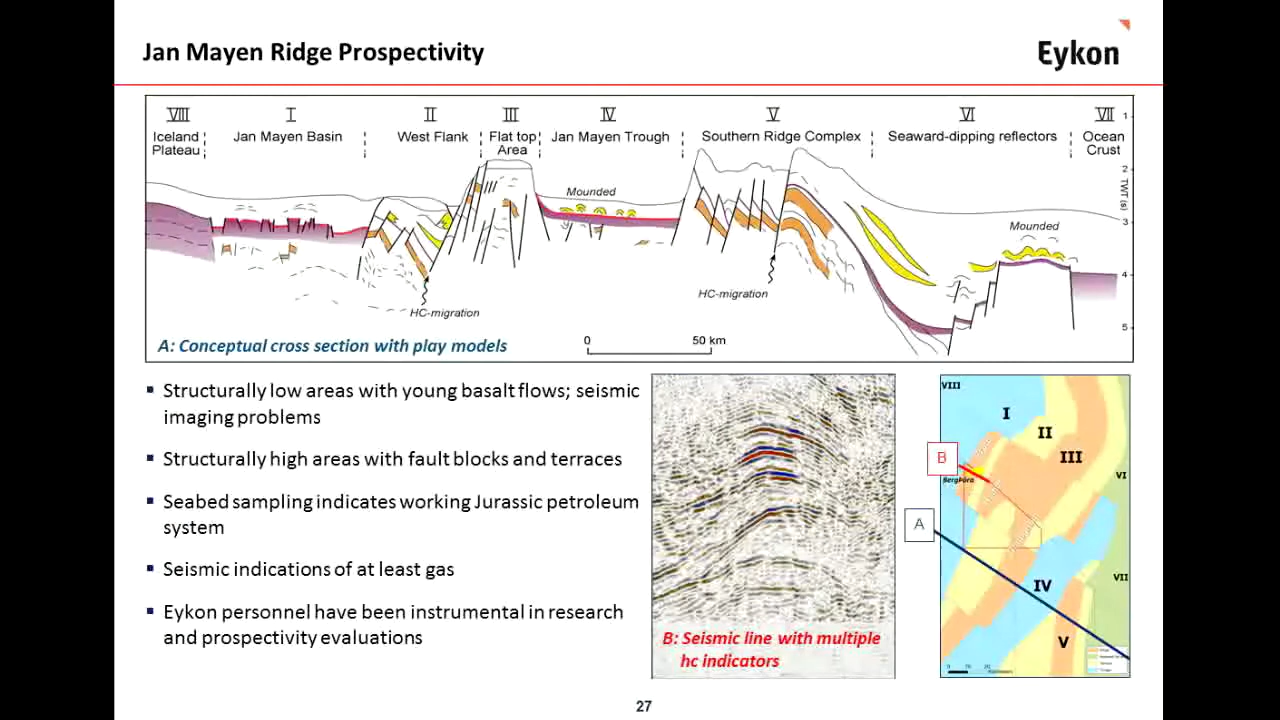 Jan Mayen Ridge Prospectivity
Eykon
VIII
I
II
III
IV
V
VI
VII
Iceland
Plateau
Jan Mayen Basin
West Flank
Flat top
Area
Jan Mayen Trough
Southern Ridge Complex
Seaward-dipping reflectors
Ocean
Crust
1
2
TWT (s)
3
4
5
Mounded
Mounded
HC-migration
HC-migration
0
50 km
A: Conceptual cross section with play models
▪ Structurally low areas with young basalt flows; seismic
imaging problems
▪ Structurally high areas with fault blocks and terraces
▪ Seabed sampling indicates working Jurassic petroleum
system
▪ Seismic indications of at least gas
▪ Eykon personnel have been instrumental in research
and prospectivity evaluations
B: Seismic line with multiple
hc indicators
VIII
I
II
III
B
VI
A
IV
VII
V
27